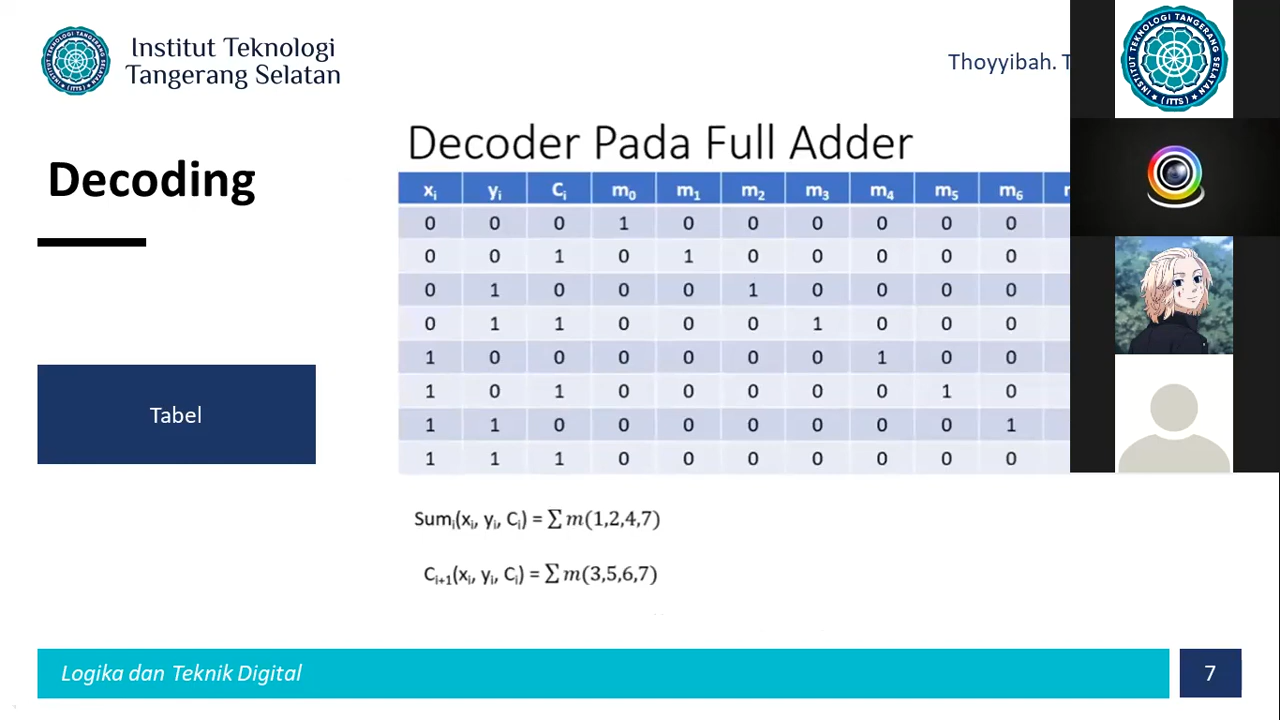 Institut Teknologi
Tangerang Selatan
Thoyyibah. T
Decoding
Tabel
Decoder Pada Full Adder
xᵢ yᵢ Cᵢ m₀ m₁ m₂ m₃ m₄ m₅ m₆
0 0 0 1 0 0 0 0 0 0
0 0 1 0 1 0 0 0 0 0
0 1 0 0 0 1 0 0 0 0
0 1 1 0 0 0 1 0 0 0
1 0 0 0 0 0 0 1 0 0
1 0 1 0 0 0 0 0 1 0
1 1 0 0 0 0 0 0 0 1
1 1 1 0 0 0 0 0 0 0
Sumᵢ(xᵢ, yᵢ, Cᵢ) = ∑ m(1,2,4,7)
Cᵢ₊₁(xᵢ, yᵢ, Cᵢ) = ∑ m(3,5,6,7)
Logika dan Teknik Digital
7
INSTITUT TEKNOLOGI TANGERANG SELATAN
(ITTS)